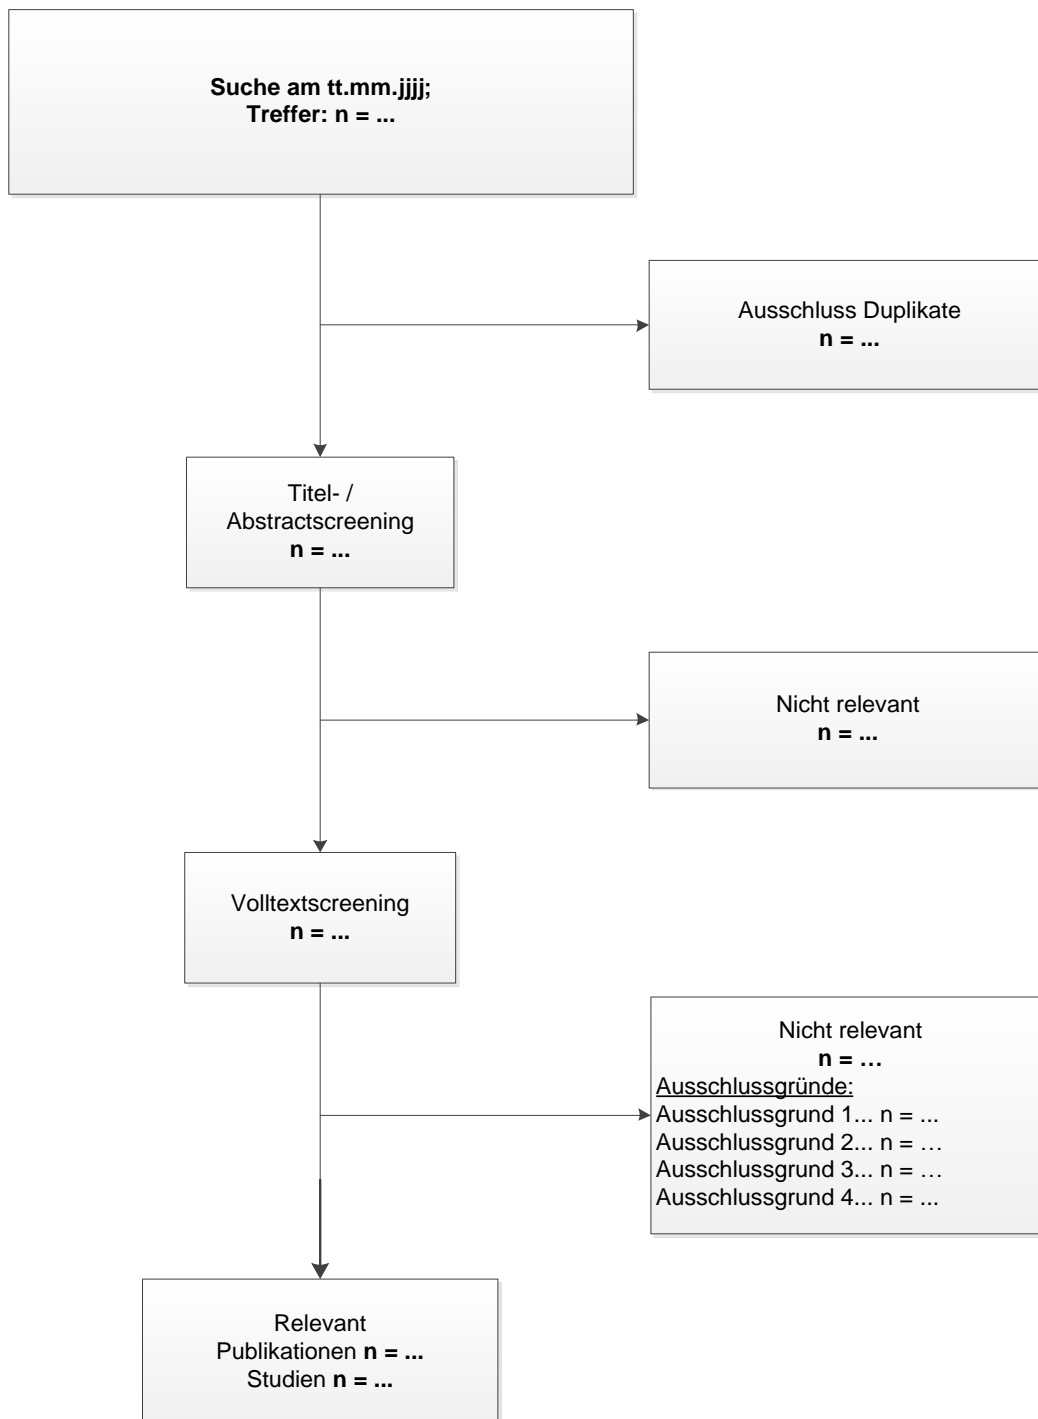 Suche am tt.mm.jjjj;
Treffer: n = ...
Ausschluss Duplikate
n = ...
Titel- /
Abstractscreening
n = ...
Nicht relevant
n = ...
Volltextscreening
n = ...
Nicht relevant
n = …
Ausschlussgründe:
Ausschlussgrund 1... n = ...
Ausschlussgrund 2... n = …
Ausschlussgrund 3... n = …
Ausschlussgrund 4... n = ...
Relevant
Publikationen n = ...
Studien n = ...